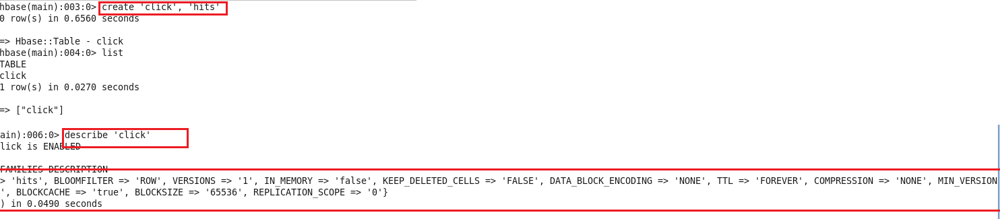 hbase(main):003:0> create 'click', 'hits'
0 row(s) in 0.6560 seconds
=> Hbase::Table - click
hbase(main):004:0> list
TABLE
click
1 row(s) in 0.0270 seconds
=> ["click"]
ain):006:0> describe 'click'
lick is ENABLED
FAMILIES DESCRIPTION
> 'hits', BLOOMFILTER => 'ROW', VERSIONS => '1', IN_MEMORY => 'false', KEEP_DELETED_CELLS => 'FALSE', DATA_BLOCK_ENCODING => 'NONE', TTL => 'FOREVER', COMPRESSION => 'NONE', MIN_VERSION
', BLOCKCACHE => 'true', BLOCKSIZE => '65536', REPLICATION_SCOPE => '0'}
) in 0.0490 seconds